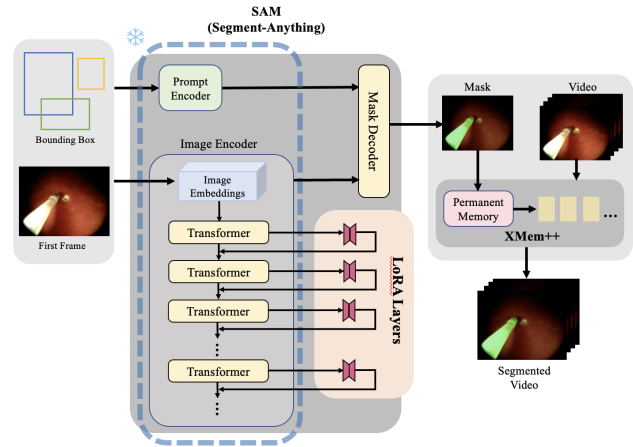 SAM
(Segment-Anything)
Prompt
Encoder
Bounding Box
Mask Decoder
Image Encoder
Image
Embeddings
First Frame
Transformer
Transformer
Transformer
...
Transformer
...
LoRA Layers
Mask
Video
Permanent
Memory
...
XMem++
Segmented
Video